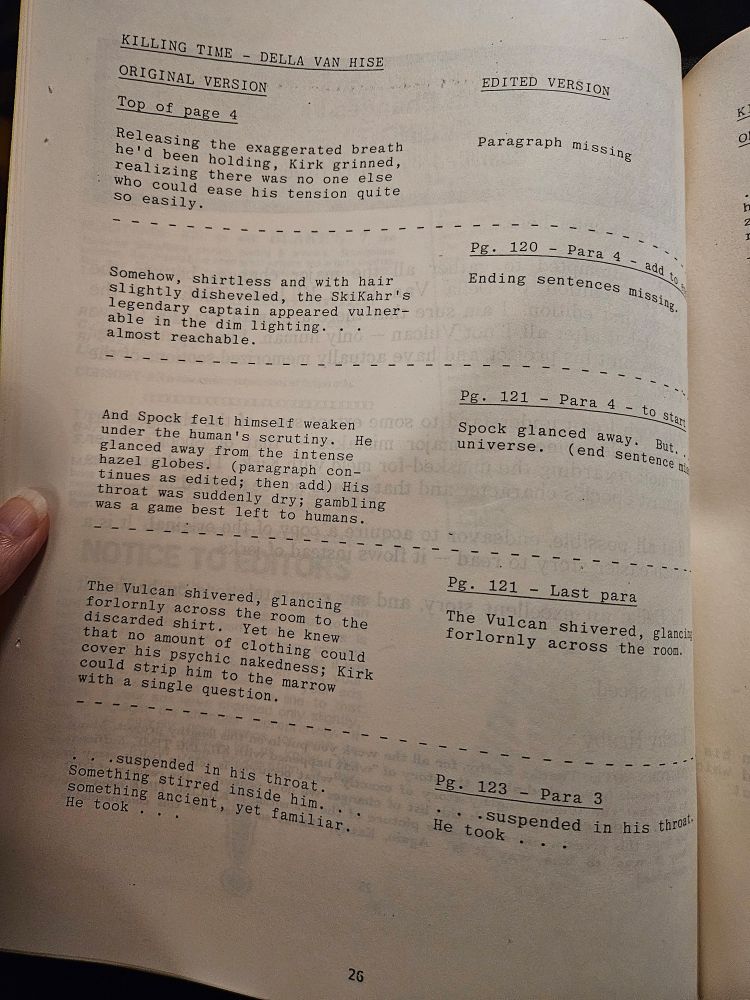 KILLING TIME - DELLA VAN HISE
ORIGINAL VERSION
EDITED VERSION
Top of page 4
Releasing the exaggerated breath
he'd been holding, Kirk grinned,
realizing there was no one else
who could ease his tension quite
so easily.
Paragraph missing
Pg. 120 - Para 4 - add to
Somehow, shirtless and with hair
slightly disheveled, the SkiKahr's
legendary captain appeared vulner-
able in the dim lighting. . .
almost reachable.
Ending sentences missing.
Pg. 121 - Para 4 - to start
And Spock felt himself weaken
under the human's scrutiny. He
glanced away from the intense
hazel globes. (paragraph con-
tinues as edited; then add) His
throat was suddenly dry; gambling
was a game best left to humans.
Spock glanced away. But. .
universe. (end sentence
NOTICE TO EDITORS
Pg. 121 - Last para
The Vulcan shivered, glancing
forlornly across the room to the
discarded shirt. Yet he knew
that no amount of clothing could
cover his psychic nakedness; Kirk
could strip him to the marrow
with a single question.
The Vulcan shivered, glancing
forlornly across the room.
Pg. 123 - Para 3
. . .suspended in his throat.
Something stirred inside him. . .
something ancient, yet familiar.
He took . . .
. . .suspended in his throat.
He took . . .
26